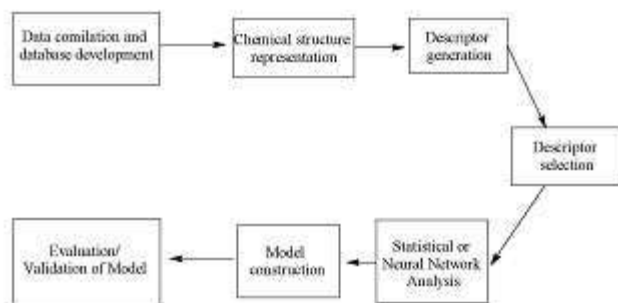 Data comilation and
database development
Chemical structure
representation
Descriptor
generation
Descriptor
selection
Statistical or
Neural Network
Analysis
Model
construction
Evaluation/
Validation of Model